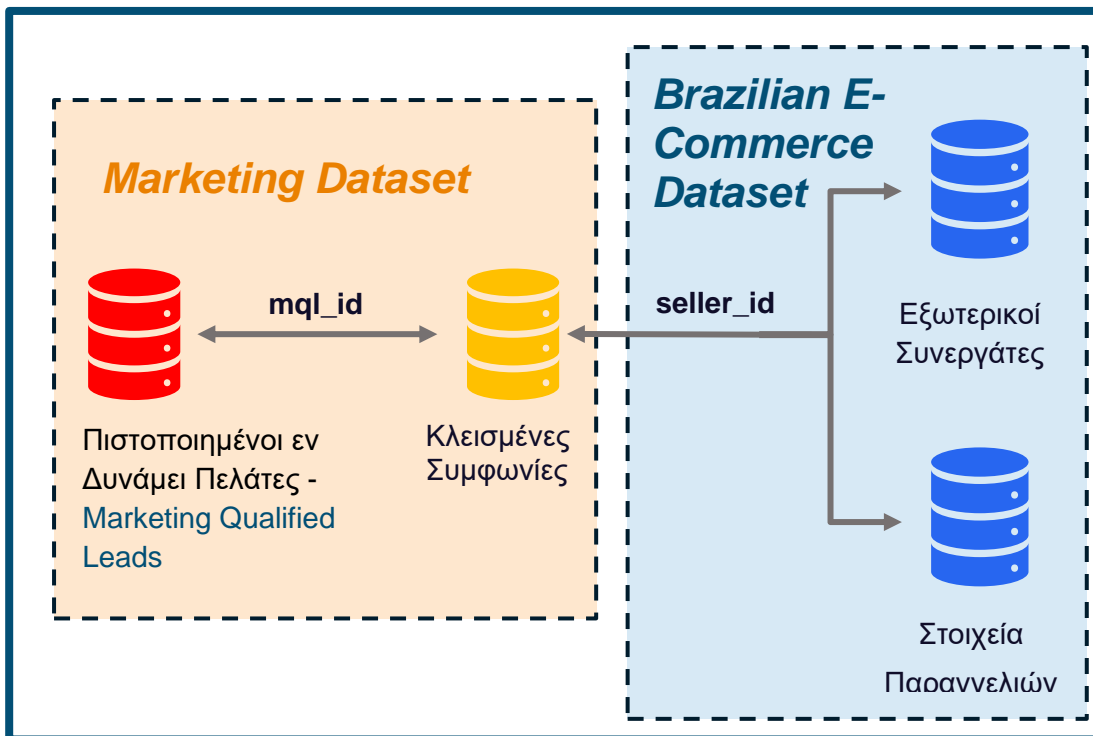 Marketing Dataset
mql_id
Πιστοποιημένοι εν
Δυνάμει Πελάτες -
Marketing Qualified
Leads
Κλεισμένες
Συμφωνίες
Brazilian E-
Commerce
Dataset
seller_id
Εξωτερικοί
Συνεργάτες
Στοιχεία
Παραννελιών